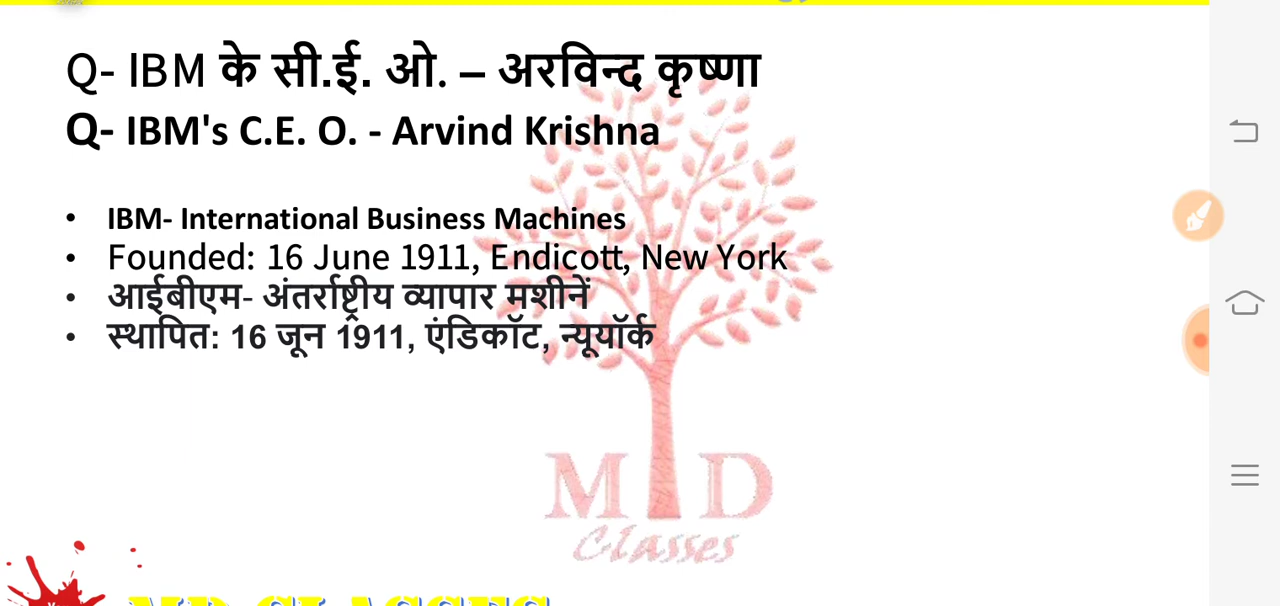 Q- IBM के सी.ई. ओ. – अरविन्द कृष्णा
Q- IBM's C.E. O. - Arvind Krishna
• IBM- International Business Machines
• Founded: 16 June 1911, Endicott, New York
• आईबीएम- अंतर्राष्ट्रीय व्यापार मशीनें
• स्थापित: 16 जून 1911, एंडिकॉट, न्यूयॉर्क
M D
Classes
MD CLASSES